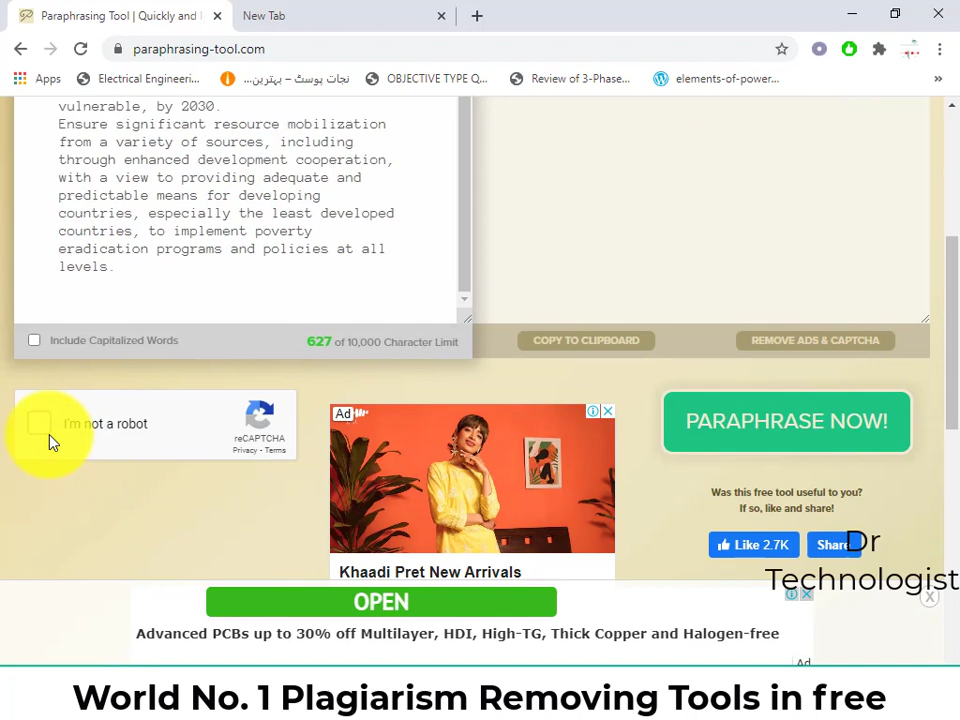 Paraphrasing Tool | Quickly and
New Tab
paraphrasing-tool.com
Apps
Electrical Engineeri...
نجات پوسٹ – بہترین...
OBJECTIVE TYPE Q...
Review of 3-Phase...
elements-of-power...
»
vulnerable, by 2030.
Ensure significant resource mobilization
from a variety of sources, including
through enhanced development cooperation,
with a view to providing adequate and
predictable means for developing
countries, especially the least developed
countries, to implement poverty
eradication programs and policies at all
levels.
Include Capitalized Words
627 of 10,000 Character Limit
COPY TO CLIPBOARD
REMOVE ADS & CAPTCHA
I'm not a robot
reCAPTCHA
Privacy - Terms
Ad
PARAPHRASE NOW!
Was this free tool useful to you?
If so, like and share!
Like 2.7K
Share
Dr
Technologist
Khaadi Pret New Arrivals
OPEN
Advanced PCBs up to 30% off Multilayer, HDI, High-TG, Thick Copper and Halogen-free
Ad
World No. 1 Plagiarism Removing Tools in free